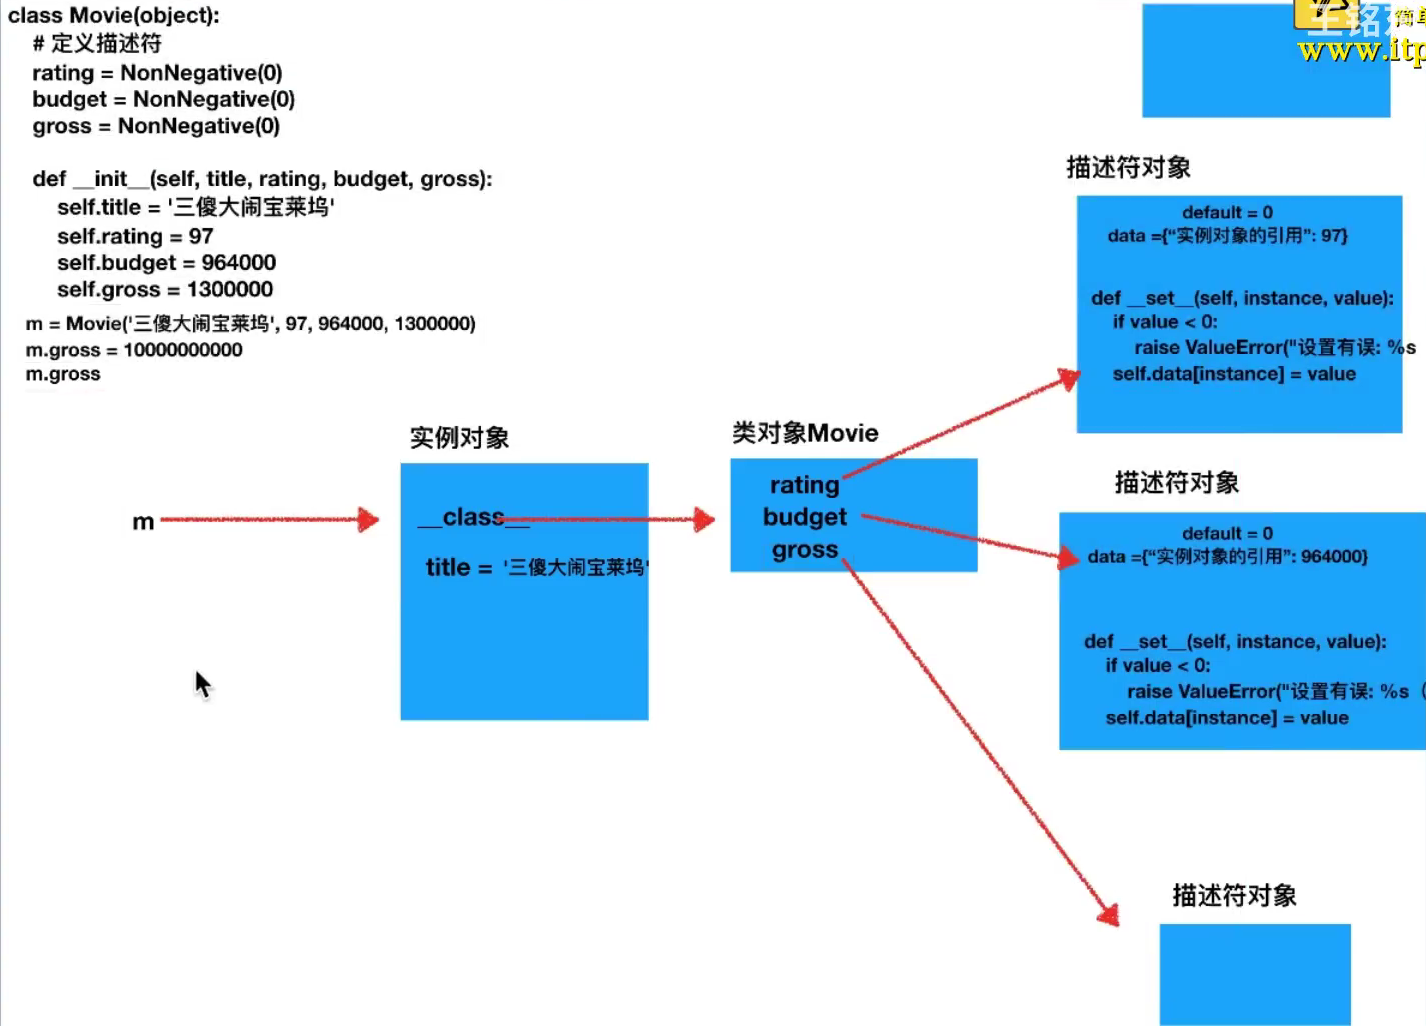 class Movie(object):
# 定义描述符
rating = NonNegative(0)
budget = NonNegative(0)
gross = NonNegative(0)
def __init__(self, title, rating, budget, gross):
self.title = '三傻大闹宝莱坞'
self.rating = 97
self.budget = 964000
self.gross = 1300000
m = Movie('三傻大闹宝莱坞', 97, 964000, 1300000)
m.gross = 10000000000
m.gross
m
实例对象
__class__
title = '三傻大闹宝莱坞'
类对象Movie
rating
budget
gross
www.itp
描述符对象
default = 0
data ={“实例对象的引用”: 97}
def __set__(self, instance, value):
if value < 0:
raise ValueError("设置有误: %s
self.data[instance] = value
描述符对象
default = 0
data ={“实例对象的引用”: 964000}
def __set__(self, instance, value):
if value < 0:
raise ValueError("设置有误: %s (
self.data[instance] = value
描述符对象